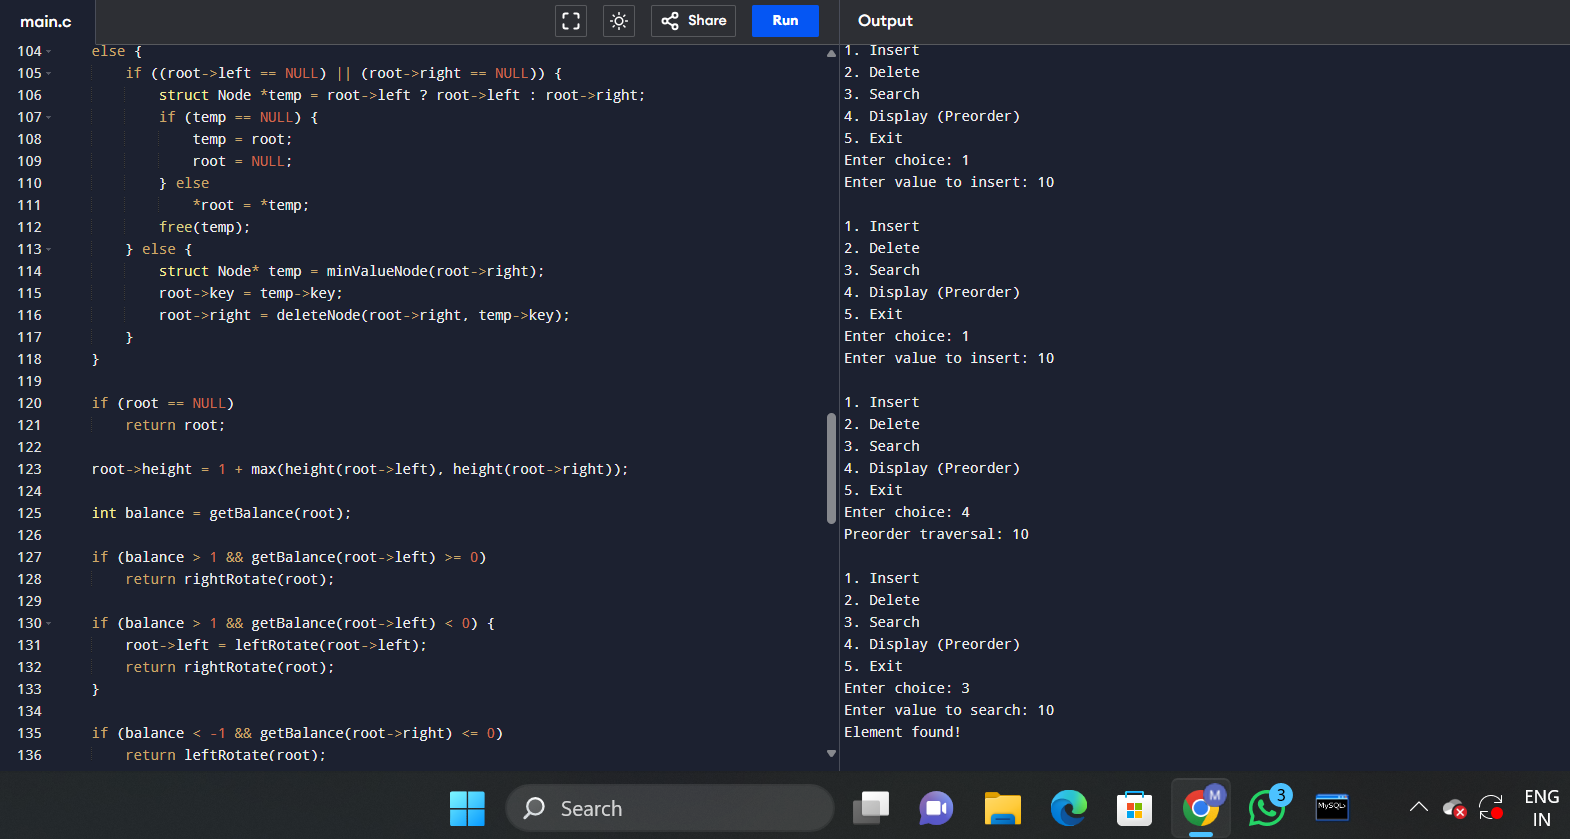 main.c
Share
Run
Output
104 else {
105 if ((root->left == NULL) || (root->right == NULL)) {
106 struct Node *temp = root->left ? root->left : root->right;
107 if (temp == NULL) {
108 temp = root;
109 root = NULL;
110 } else
111 *root = *temp;
112 free(temp);
113 } else {
114 struct Node* temp = minValueNode(root->right);
115 root->key = temp->key;
116 root->right = deleteNode(root->right, temp->key);
117 }
118 }
119
120 if (root == NULL)
121 return root;
122
123 root->height = 1 + max(height(root->left), height(root->right));
124
125 int balance = getBalance(root);
126
127 if (balance > 1 && getBalance(root->left) >= 0)
128 return rightRotate(root);
129
130 if (balance > 1 && getBalance(root->left) < 0) {
131 root->left = leftRotate(root->left);
132 return rightRotate(root);
133 }
134
135 if (balance < -1 && getBalance(root->right) <= 0)
136 return leftRotate(root);
1. Insert
2. Delete
3. Search
4. Display (Preorder)
5. Exit
Enter choice: 1
Enter value to insert: 10
1. Insert
2. Delete
3. Search
4. Display (Preorder)
5. Exit
Enter choice: 1
Enter value to insert: 10
1. Insert
2. Delete
3. Search
4. Display (Preorder)
5. Exit
Enter choice: 4
Preorder traversal: 10
1. Insert
2. Delete
3. Search
4. Display (Preorder)
5. Exit
Enter choice: 3
Enter value to search: 10
Element found!
Search
M
3
MySQL>
ENG
IN